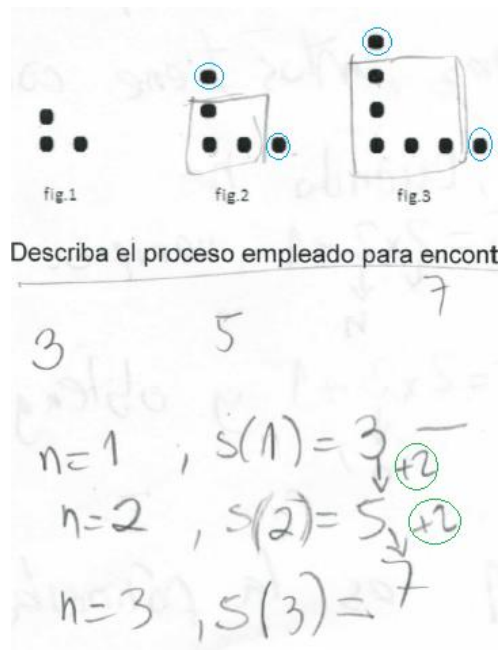 fig.1 fig.2 fig.3
Describa el proceso empleado para encont
3 5 7
n=1 , s(1) = 3
+2
n=2 , s(2) = 5 +2
n=3 , s(3) = 7